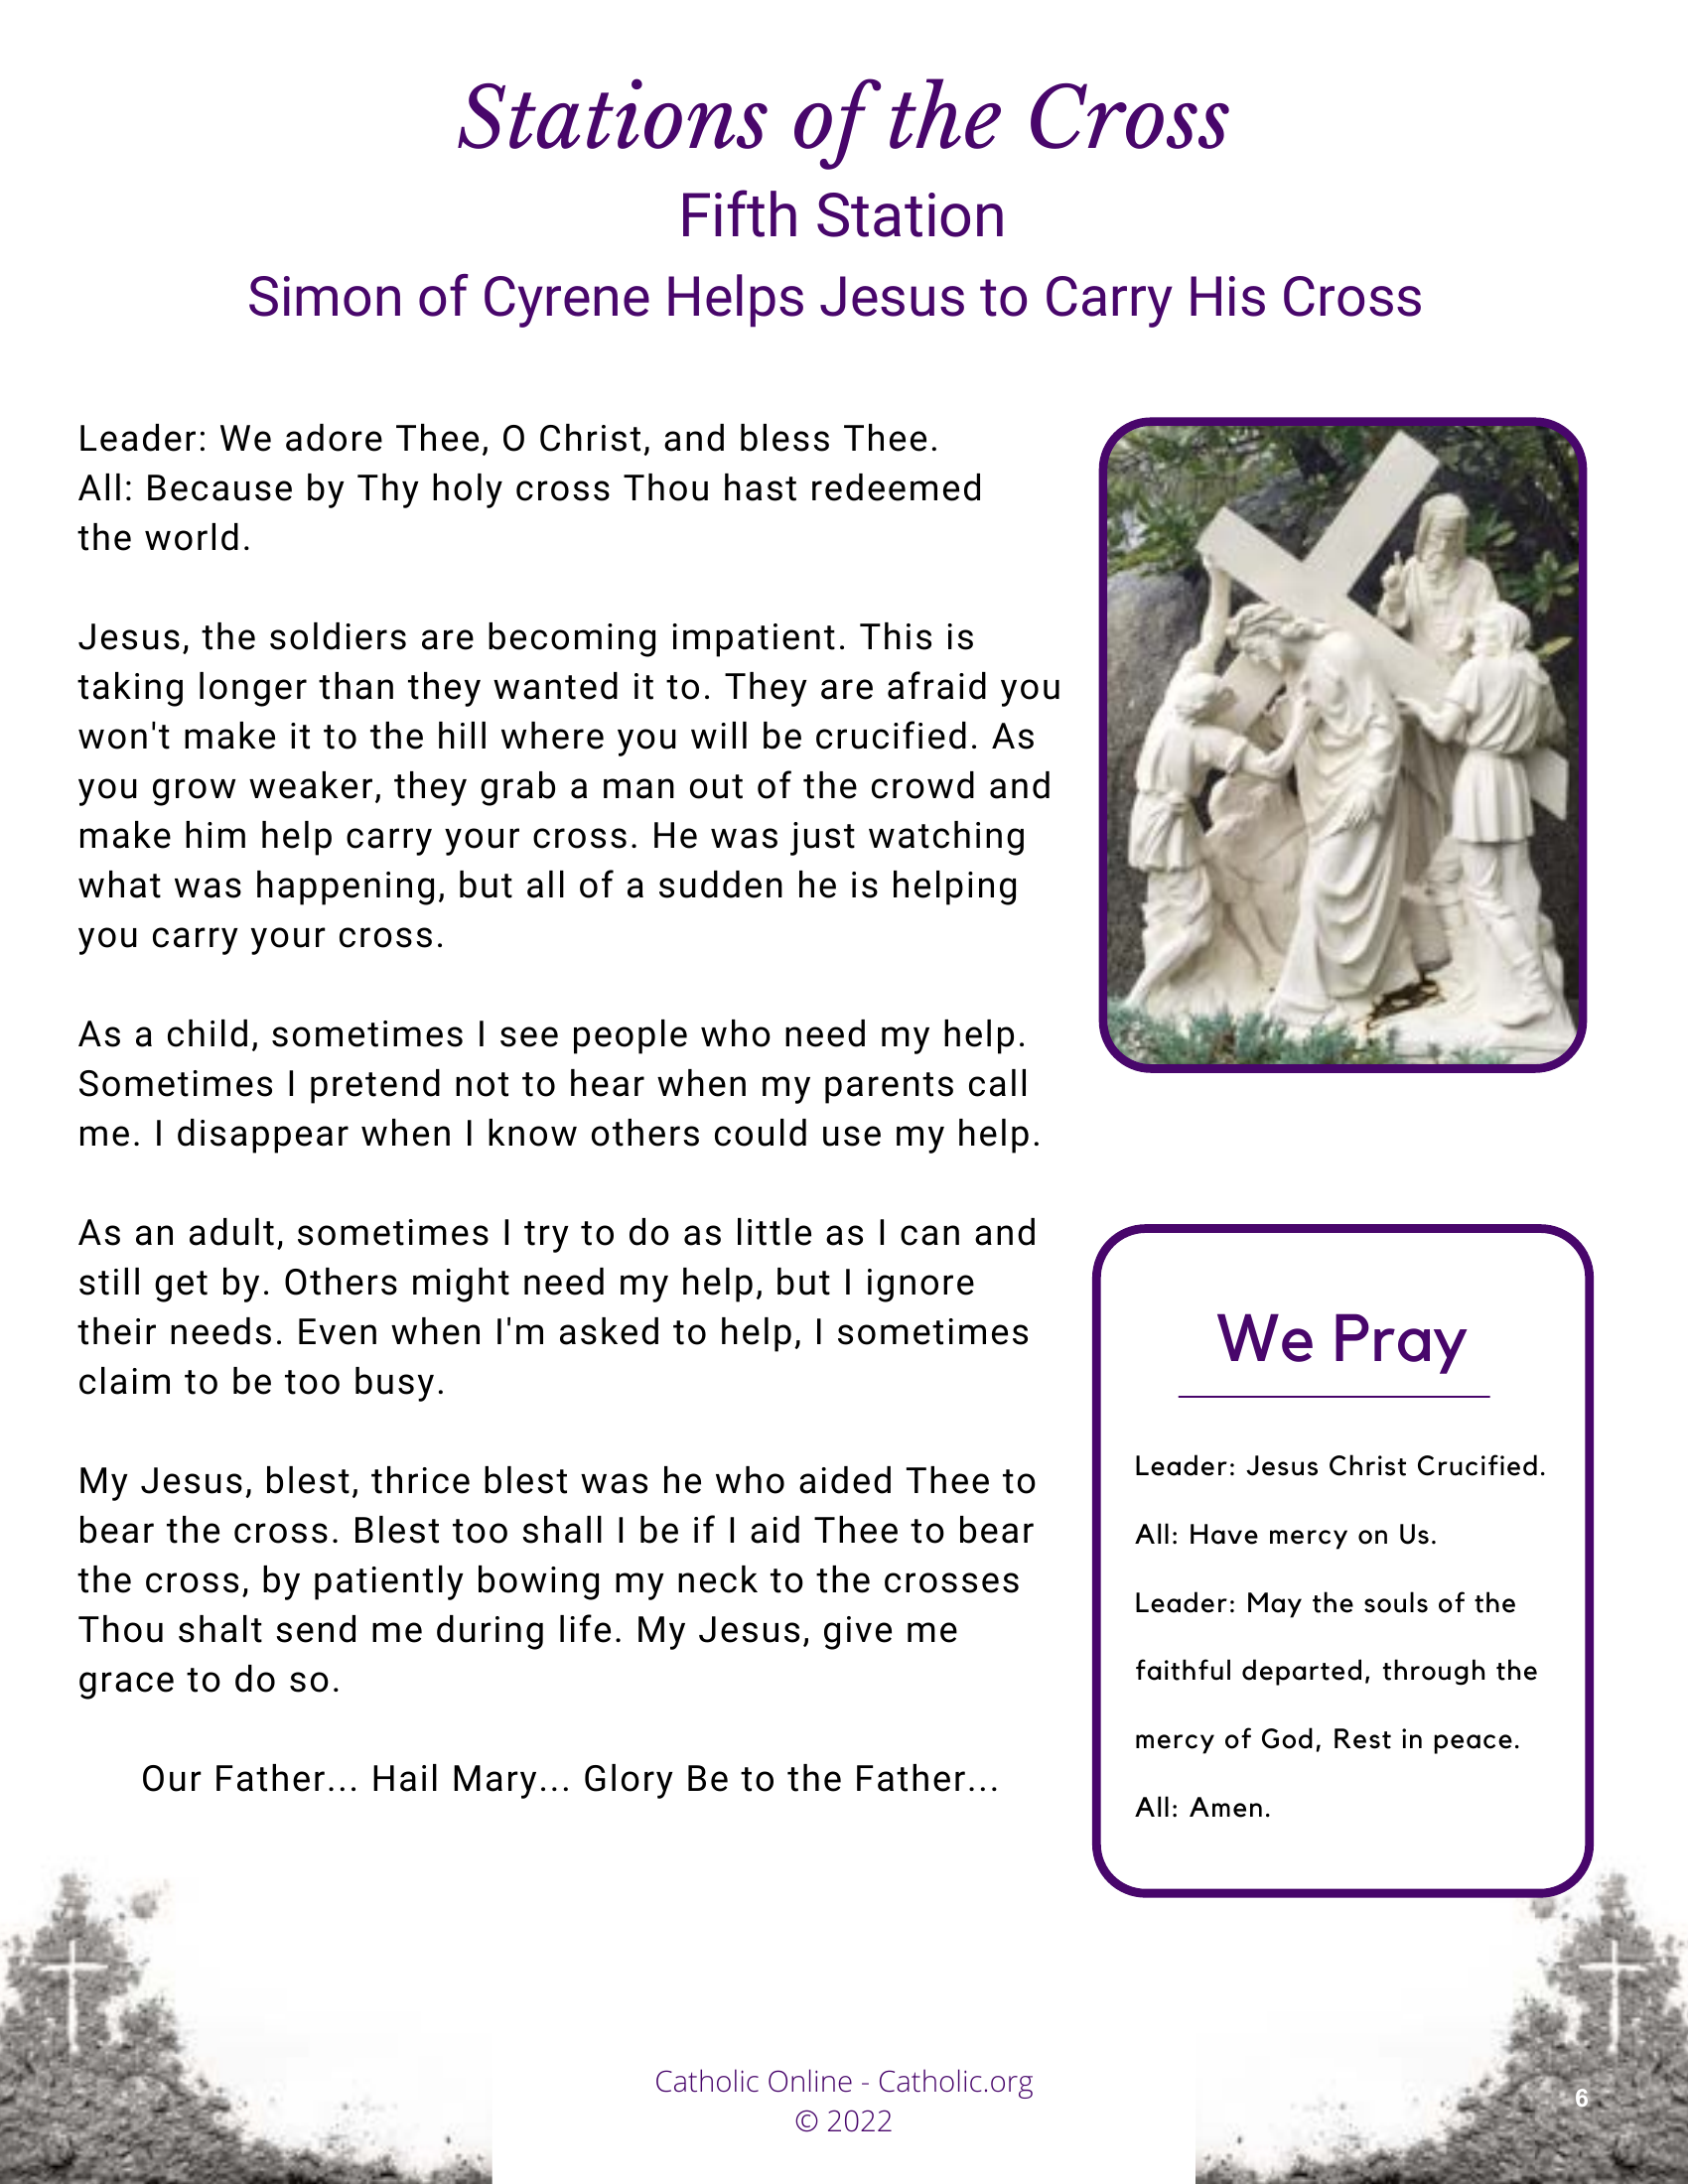 Stations of the Cross
Fifth Station
Simon of Cyrene Helps Jesus to Carry His Cross
Leader: We adore Thee, O Christ, and bless Thee.
All: Because by Thy holy cross Thou hast redeemed
the world.
Jesus, the soldiers are becoming impatient. This is
taking longer than they wanted it to. They are afraid you
won't make it to the hill where you will be crucified. As
you grow weaker, they grab a man out of the crowd and
make him help carry your cross. He was just watching
what was happening, but all of a sudden he is helping
you carry your cross.
As a child, sometimes I see people who need my help.
Sometimes I pretend not to hear when my parents call
me. I disappear when I know others could use my help.
As an adult, sometimes I try to do as little as I can and
still get by. Others might need my help, but I ignore
their needs. Even when I'm asked to help, I sometimes
claim to be too busy.
My Jesus, blest, thrice blest was he who aided Thee to
bear the cross. Blest too shall I be if I aid Thee to bear
the cross, by patiently bowing my neck to the crosses
Thou shalt send me during life. My Jesus, give me
grace to do so.
Our Father... Hail Mary... Glory Be to the Father...
We Pray
Leader: Jesus Christ Crucified.
All: Have mercy on Us.
Leader: May the souls of the
faithful departed, through the
mercy of God, Rest in peace.
All: Amen.
Catholic Online - Catholic.org
© 2022
6